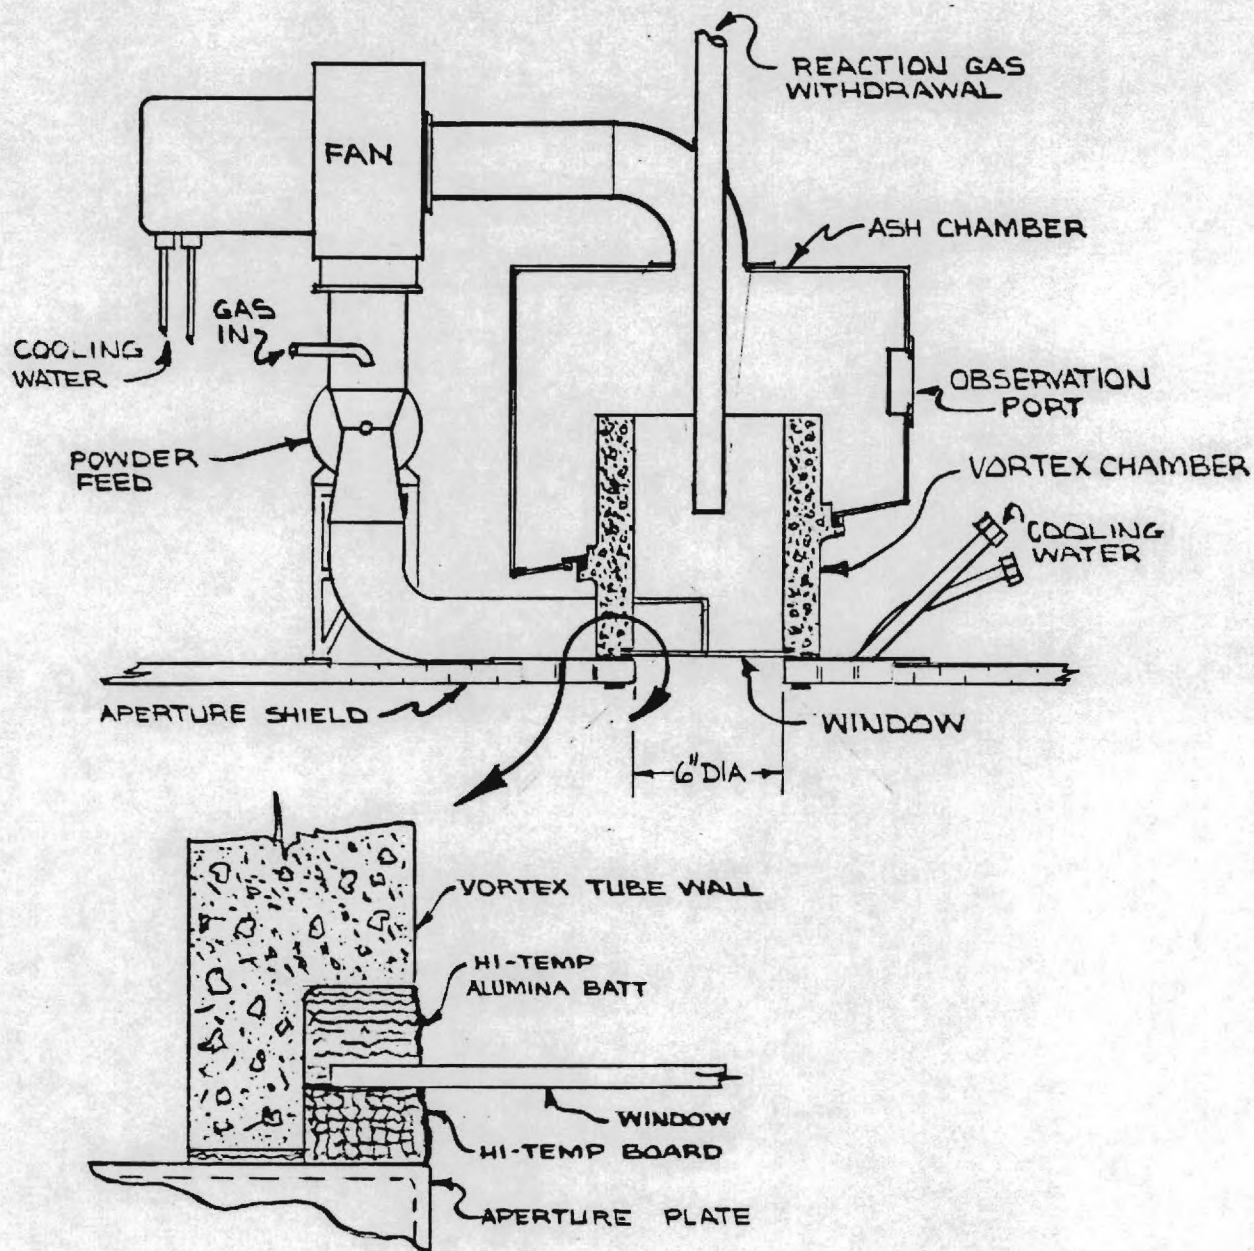 REACTION GAS
WITHDRAWAL
FAN
ASH CHAMBER
GAS
IN
COOLING
WATER
OBSERVATION
PORT
POWDER
FEED
VORTEX CHAMBER
COOLING
WATER
APERTURE SHIELD
WINDOW
6" DIA
VORTEX TUBE WALL
HI-TEMP
ALUMINA BATT
WINDOW
HI-TEMP BOARD
APERTURE PLATE